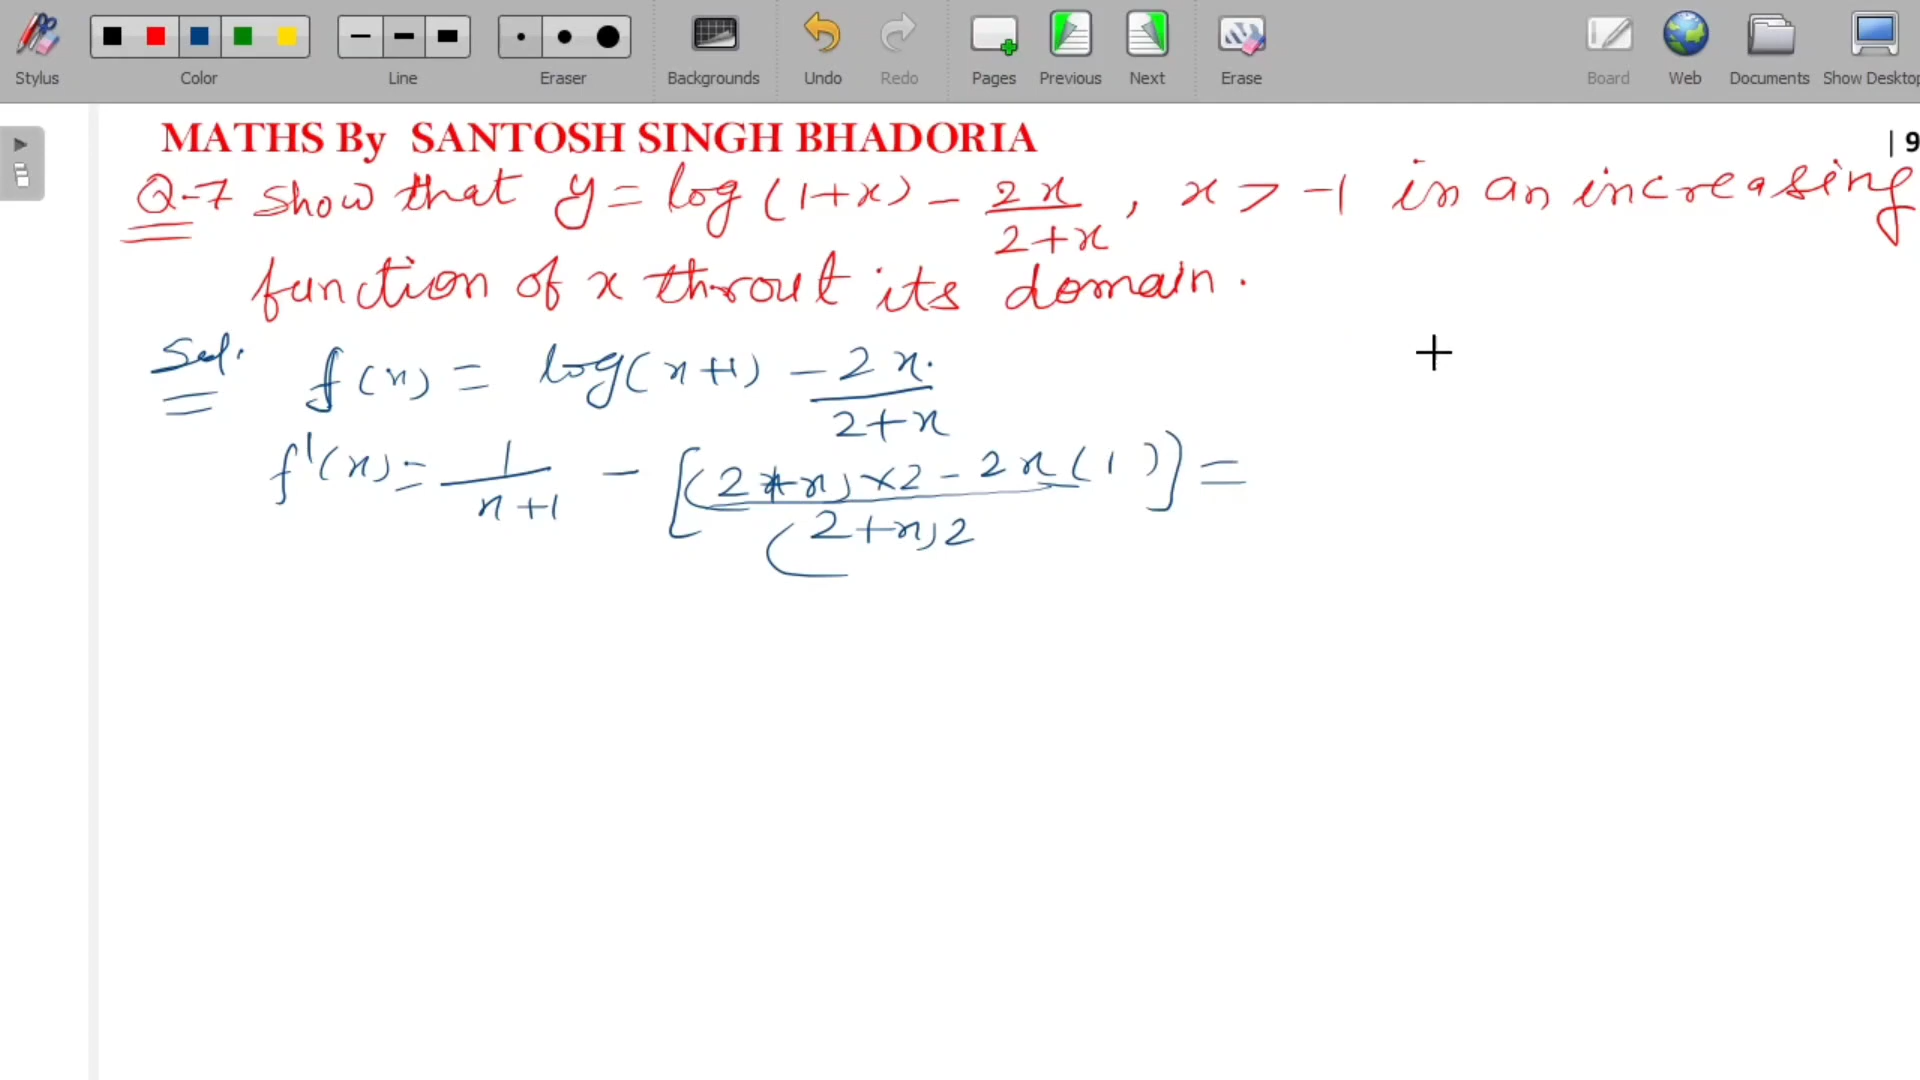 Stylus Color Line Eraser Backgrounds Undo Redo Pages Previous Next Erase Board Web Documents Show Desktop
MATHS By SANTOSH SINGH BHADORIA | 9
Q-7 Show that y = log (1+x) - 2x/2+x, x > -1 is an increasing
function of x throut its domain.
Sol. f(x) = log(x+1) - 2x/2+x
f'(x) = 1/x+1 - [(2+x)×2 - 2x(1)/(2+x)2] =